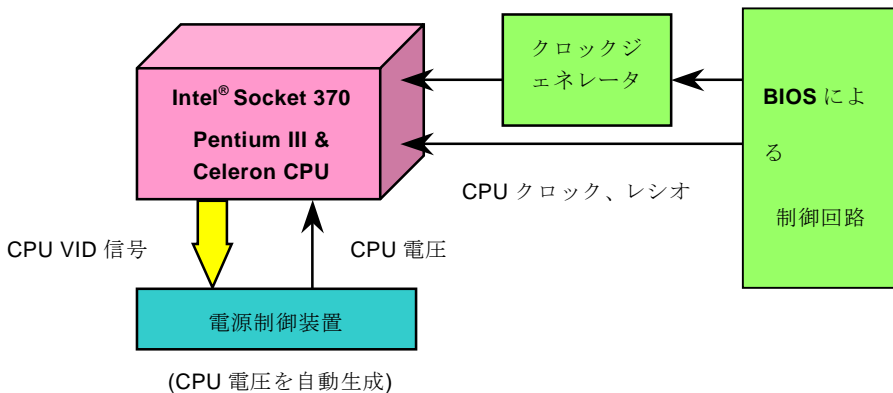 クロックジ
ェネレータ
Intel® Socket 370
Pentium III &
Celeron CPU
BIOS によ
る
制御回路
CPU クロック、レシオ
CPU VID 信号
CPU 電圧
電源制御装置
(CPU 電圧を自動生成)